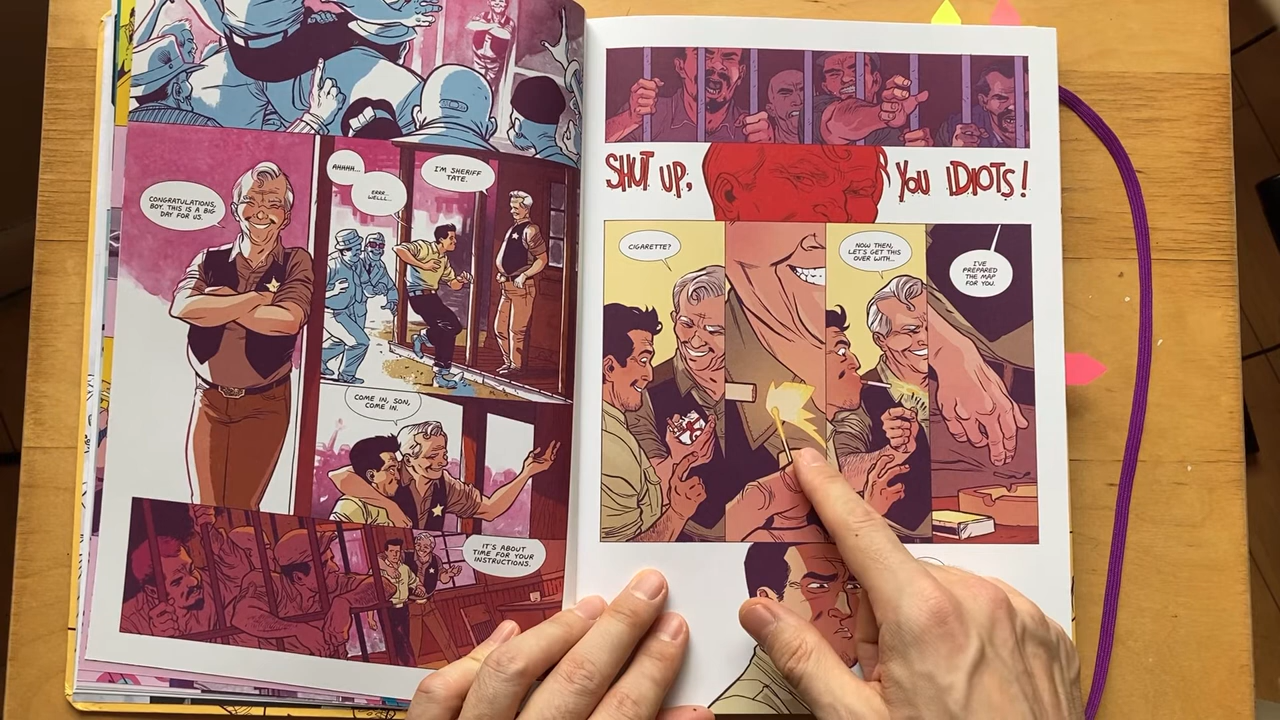 CONGRATULATIONS,
BOY. THIS IS A BIG
DAY FOR US.
AHHHH...
ERRR...
WELLL...
I'M SHERIFF
TATE.
COME IN, SON,
COME IN.
IT'S ABOUT
TIME FOR YOUR
INSTRUCTIONS.
SHUT UP, YOU IDIOTS!
CIGARETTE?
NOW THEN,
LET'S GET THIS
OVER WITH...
I'VE
PREPARED
THE MAP
FOR YOU.